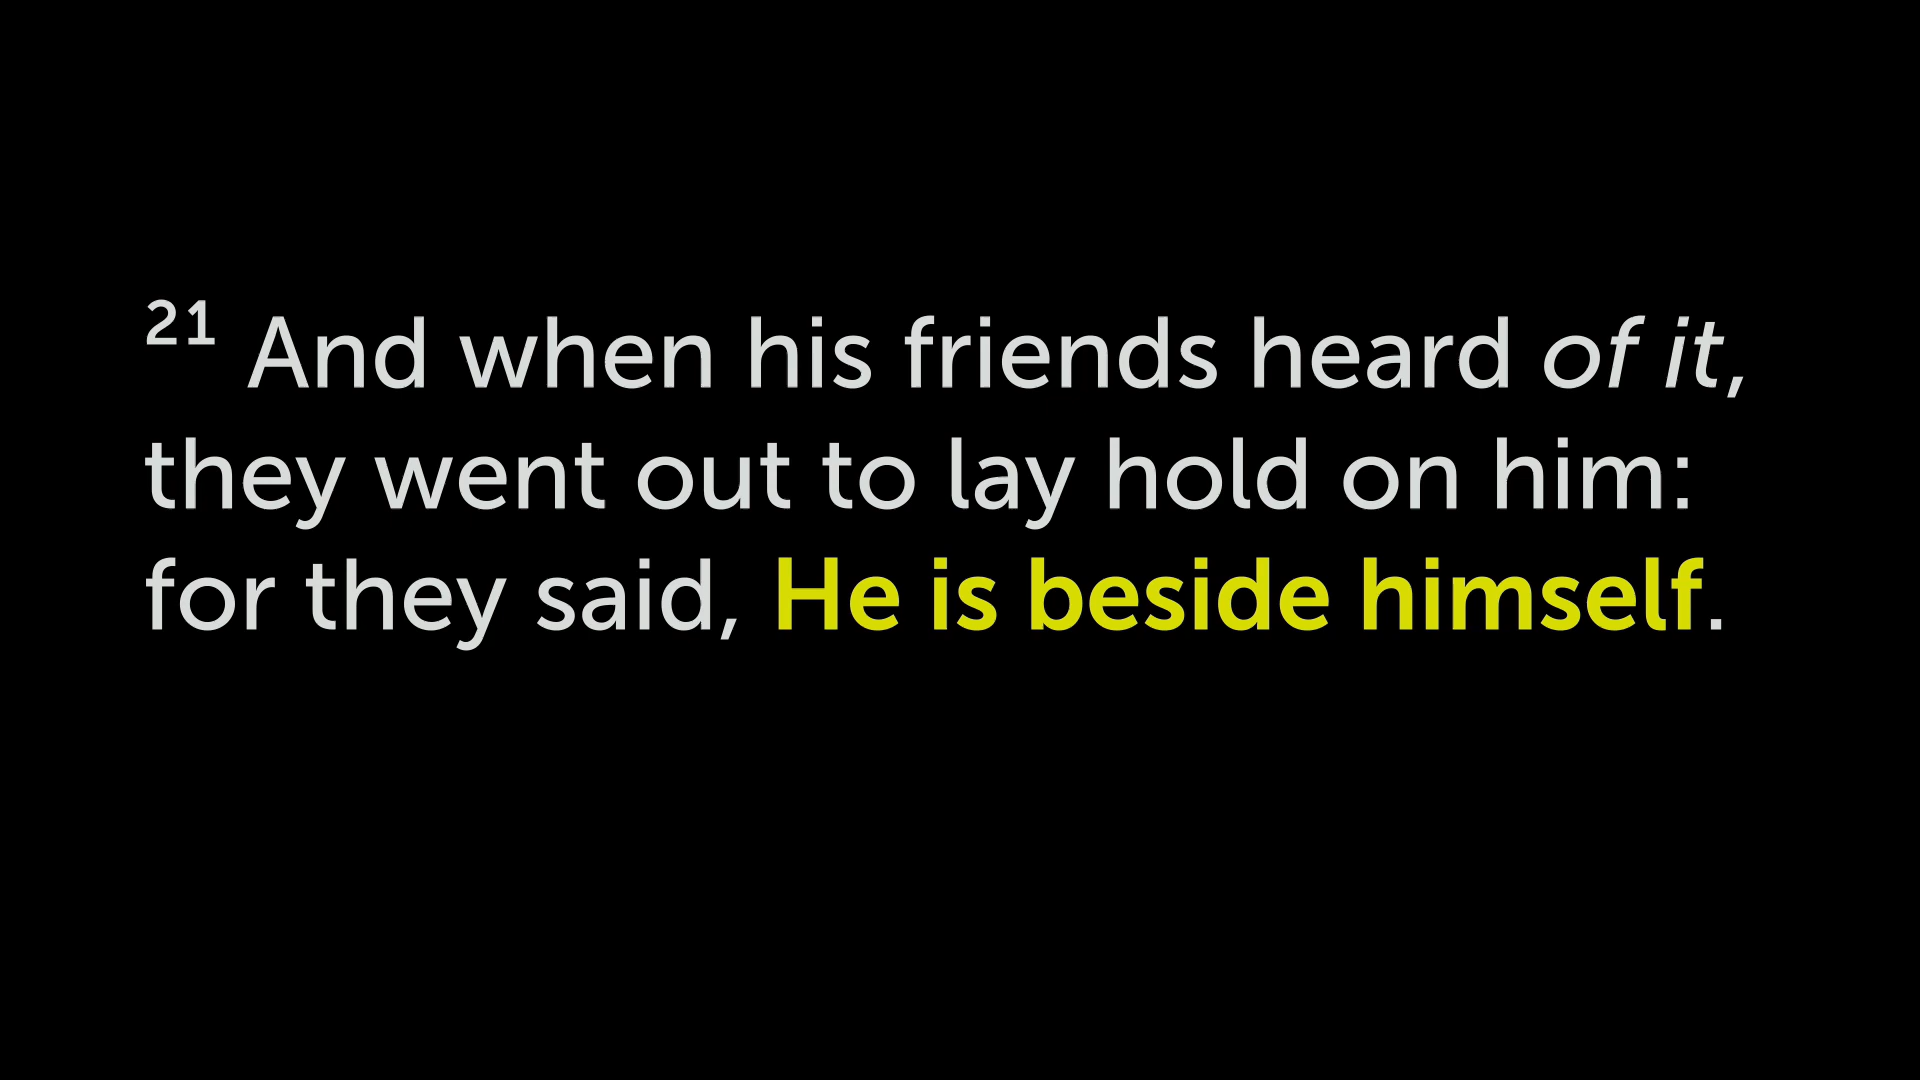 21 And when his friends heard of it,
they went out to lay hold on him:
for they said, He is beside himself.